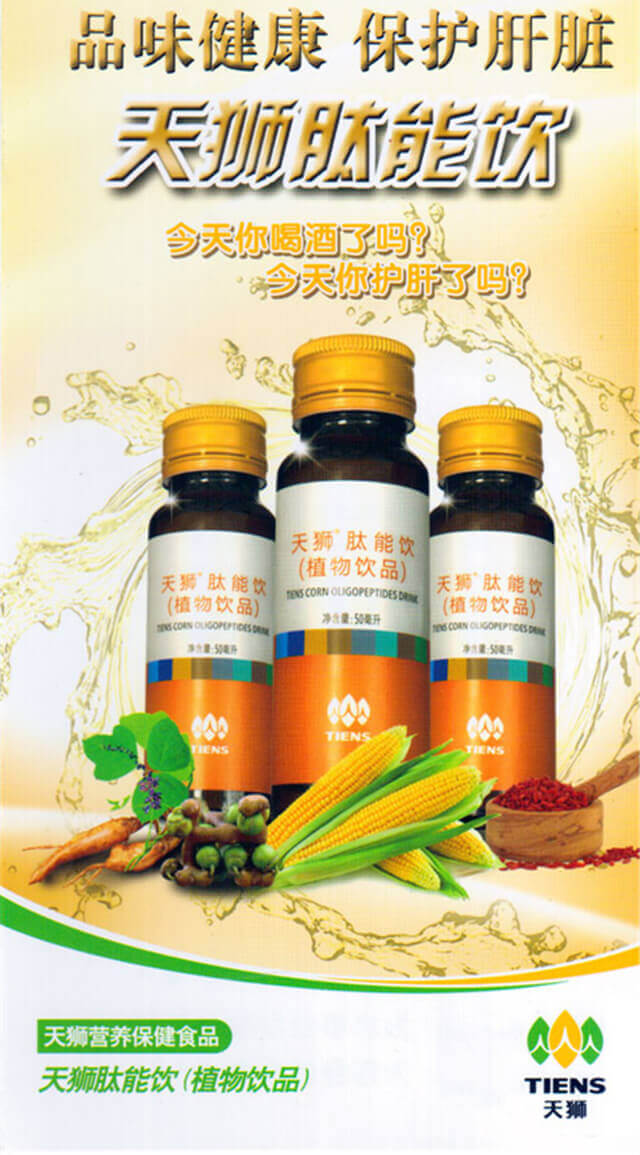 品味健康 保护肝脏
天狮肽能饮
今天你喝酒了吗?
今天你护肝了吗?
天狮®肽能饮
(植物饮品)
TIENS CORN OLIGOPEPTIDES DRINK
净含量:50毫升
TIENS
天狮®肽能饮
(植物饮品)
TIENS CORN OLIGOPEPTIDES DRINK
净含量:50毫升
TIENS
天狮®肽能饮
(植物饮品)
TIENS CORN OLIGOPEPTIDES DRINK
净含量:50毫升
TIENS
天狮营养保健食品
天狮肽能饮(植物饮品)
TIENS
天狮